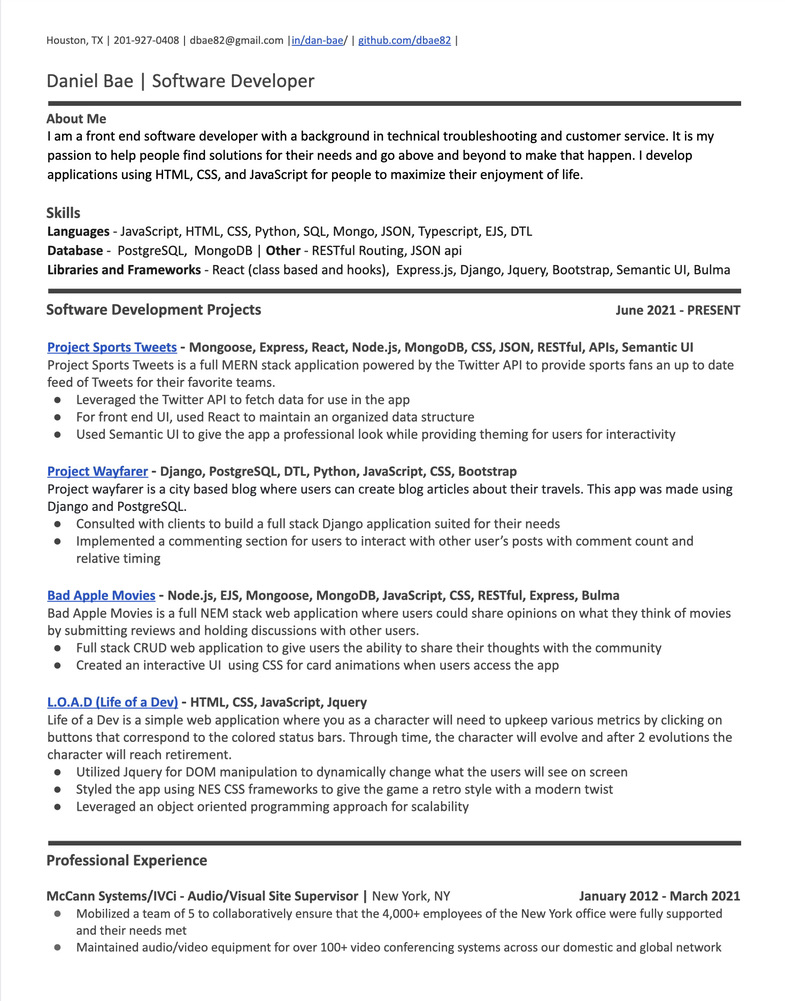 Houston, TX | 201-927-0408 | dbae82@gmail.com |in/dan-bae/ | github.com/dbae82 |
Daniel Bae | Software Developer
About Me
I am a front end software developer with a background in technical troubleshooting and customer service. It is my
passion to help people find solutions for their needs and go above and beyond to make that happen. I develop
applications using HTML, CSS, and JavaScript for people to maximize their enjoyment of life.
Skills
Languages - JavaScript, HTML, CSS, Python, SQL, Mongo, JSON, Typescript, EJS, DTL
Database - PostgreSQL, MongoDB | Other - RESTful Routing, JSON api
Libraries and Frameworks - React (class based and hooks), Express.js, Django, Jquery, Bootstrap, Semantic UI, Bulma
Software Development Projects June 2021 - PRESENT
Project Sports Tweets - Mongoose, Express, React, Node.js, MongoDB, CSS, JSON, RESTful, APIs, Semantic UI
Project Sports Tweets is a full MERN stack application powered by the Twitter API to provide sports fans an up to date
feed of Tweets for their favorite teams.
● Leveraged the Twitter API to fetch data for use in the app
● For front end UI, used React to maintain an organized data structure
● Used Semantic UI to give the app a professional look while providing theming for users for interactivity
Project Wayfarer - Django, PostgreSQL, DTL, Python, JavaScript, CSS, Bootstrap
Project wayfarer is a city based blog where users can create blog articles about their travels. This app was made using
Django and PostgreSQL.
● Consulted with clients to build a full stack Django application suited for their needs
● Implemented a commenting section for users to interact with other user's posts with comment count and
relative timing
Bad Apple Movies - Node.js, EJS, Mongoose, MongoDB, JavaScript, CSS, RESTful, Express, Bulma
Bad Apple Movies is a full NEM stack web application where users could share opinions on what they think of movies
by submitting reviews and holding discussions with other users.
● Full stack CRUD web application to give users the ability to share their thoughts with the community
● Created an interactive UI using CSS for card animations when users access the app
L.O.A.D (Life of a Dev) - HTML, CSS, JavaScript, Jquery
Life of a Dev is a simple web application where you as a character will need to upkeep various metrics by clicking on
buttons that correspond to the colored status bars. Through time, the character will evolve and after 2 evolutions the
character will reach retirement.
● Utilized Jquery for DOM manipulation to dynamically change what the users will see on screen
● Styled the app using NES CSS frameworks to give the game a retro style with a modern twist
● Leveraged an object oriented programming approach for scalability
Professional Experience
McCann Systems/IVCi - Audio/Visual Site Supervisor | New York, NY January 2012 - March 2021
● Mobilized a team of 5 to collaboratively ensure that the 4,000+ employees of the New York office were fully supported
and their needs met
● Maintained audio/video equipment for over 100+ video conferencing systems across our domestic and global network